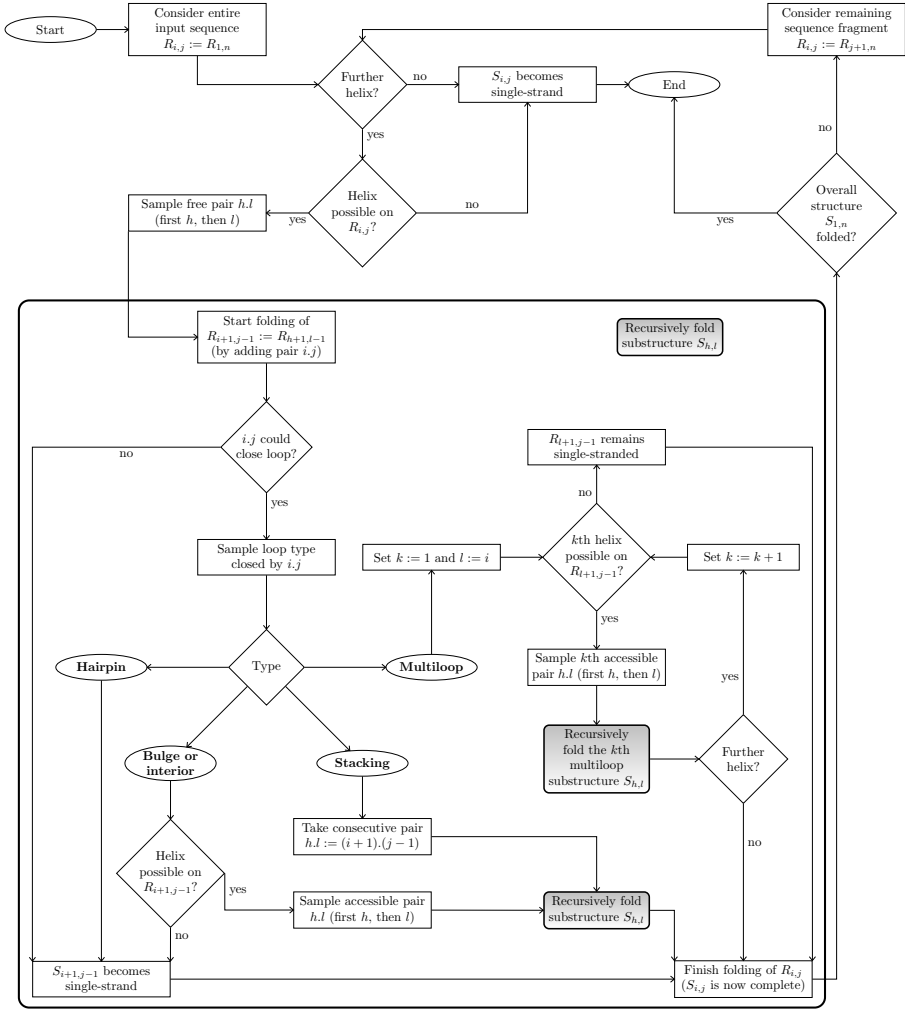 Start
Consider entire
input sequence
R_{i,j} := R_{1,n}
Consider remaining
sequence fragment
R_{i,j} := R_{j+1,n}
Further
helix?
no
S_{i,j} becomes
single-strand
End
yes
no
Sample free pair h.l
(first h, then l)
yes
Helix
possible on
R_{i,j}?
no
yes
Overall
structure
S_{1,n}
folded?
Start folding of
R_{i+1,j−1} := R_{h+1,l−1}
(by adding pair i.j)
Recursively fold
substructure S_{h,l}
no
i.j could
close loop?
R_{l+1,j−1} remains
single-stranded
yes
no
Sample loop type
closed by i.j
Set k := 1 and l := i
kth helix
possible on
R_{l+1,j−1}?
Set k := k + 1
yes
Hairpin
Type
Multiloop
Sample kth accessible
pair h.l (first h, then l)
yes
Bulge or
interior
Stacking
Recursively
fold the kth
multiloop
substructure S_{h,l}
Further
helix?
Take consecutive pair
h.l := (i + 1).(j − 1)
no
Helix
possible on
R_{i+1,j−1}?
yes
Sample accessible pair
h.l (first h, then l)
Recursively fold
substructure S_{h,l}
no
S_{i+1,j−1} becomes
single-strand
Finish folding of R_{i,j}
(S_{i,j} is now complete)